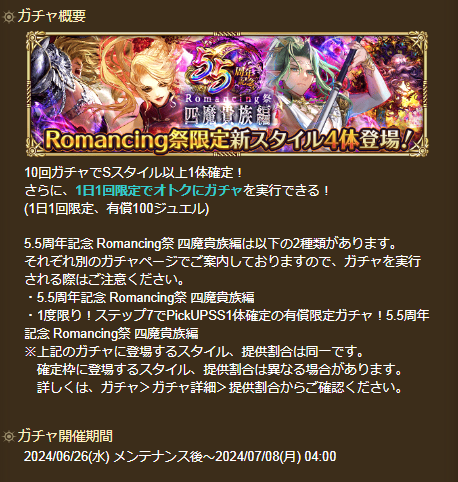 ガチャ概要
5.5周年記念
Romancing祭
四魔貴族編
Romancing祭限定新スタイル4体登場!
10回ガチャでSスタイル以上1体確定！
さらに、1日1回限定でオトクにガチャを実行できる！
(1日1回限定、有償100ジュエル)
5.5周年記念 Romancing祭 四魔貴族編は以下の2種類があります。
それぞれ別のガチャページでご案内しておりますので、ガチャを実行
される際はご注意ください。
・5.5周年記念 Romancing祭 四魔貴族編
・1度限り！ステップ7でPickUPSS1体確定の有償限定ガチャ！5.5周年
記念 Romancing祭 四魔貴族編
※上記のガチャに登場するスタイル、提供割合は同一です。
確定枠に登場するスタイル、提供割合は異なる場合があります。
詳しくは、ガチャ＞ガチャ詳細＞提供割合からご確認ください。
ガチャ開催期間
2024/06/26(水) メンテナンス後～2024/07/08(月) 04:00